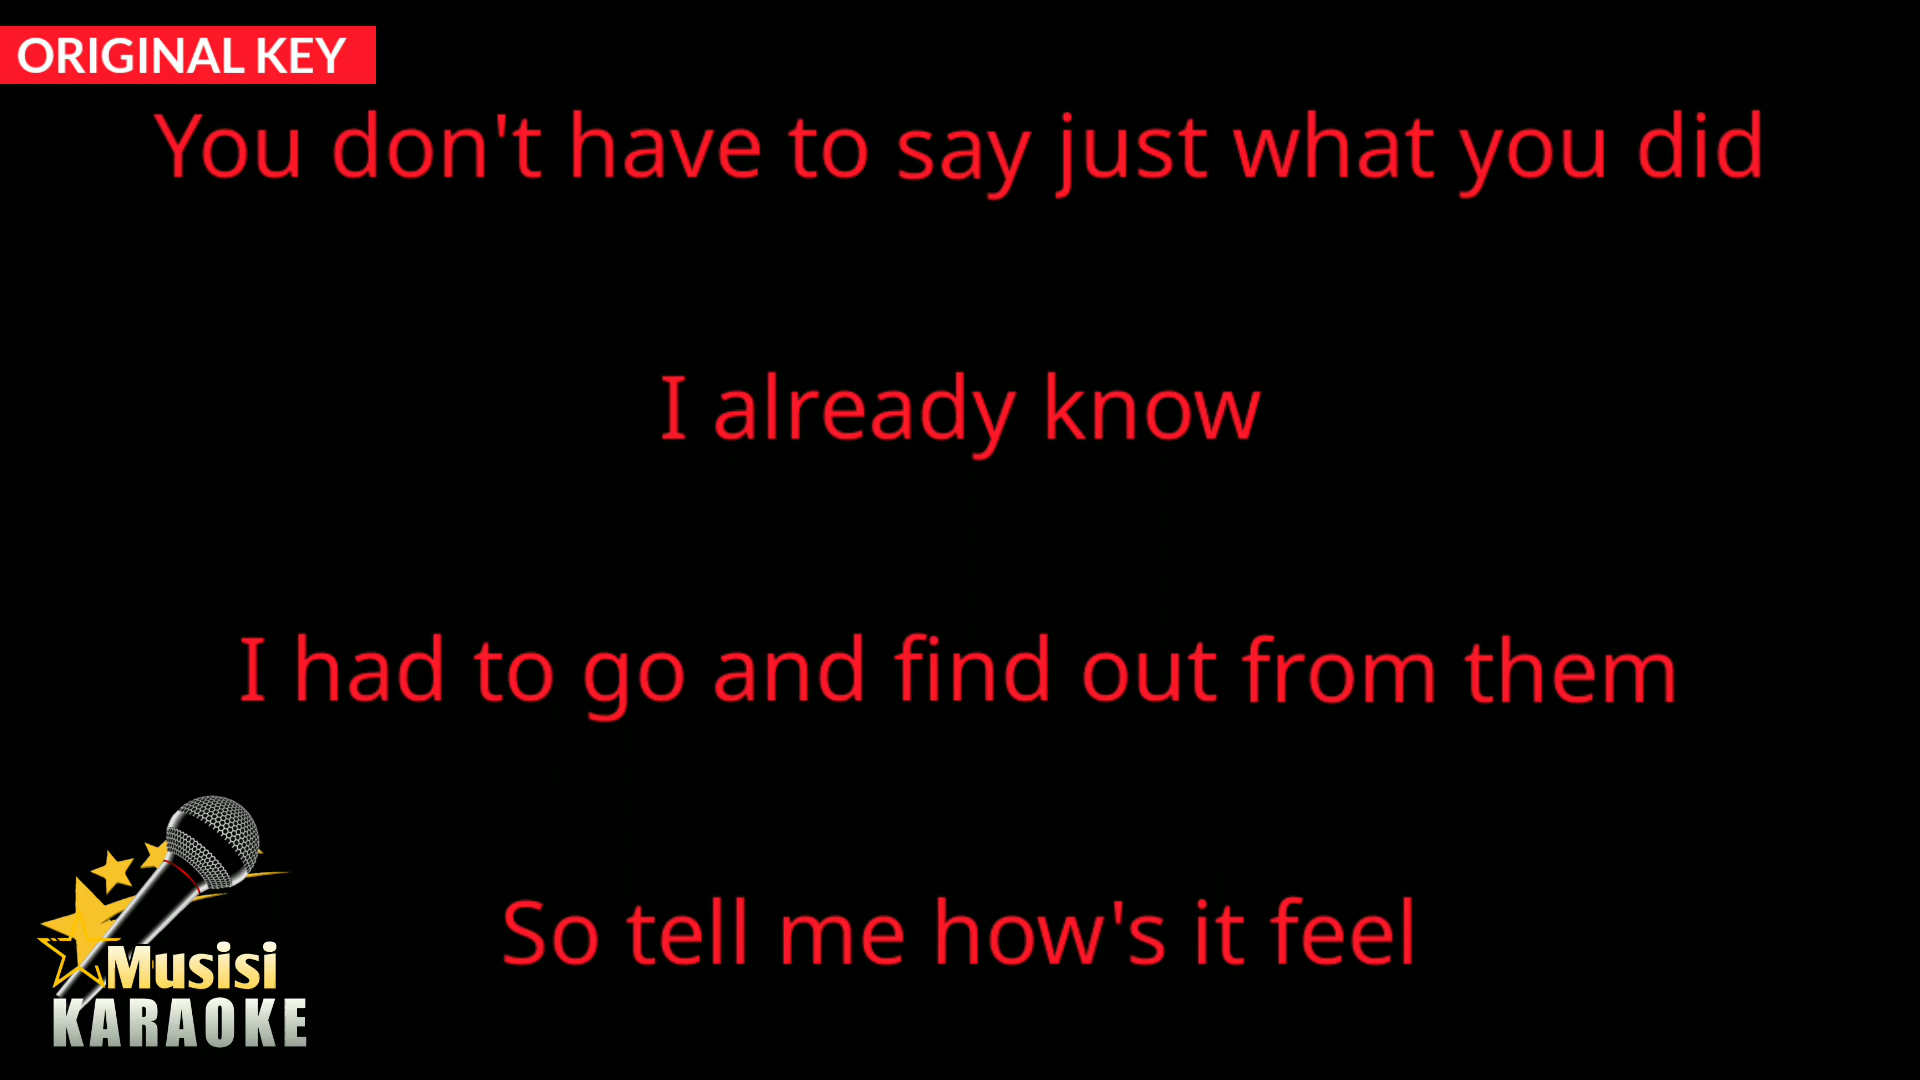 ORIGINAL KEY
You don't have to say just what you did
I already know
I had to go and find out from them
So tell me how's it feel
Musisi
KARAOKE